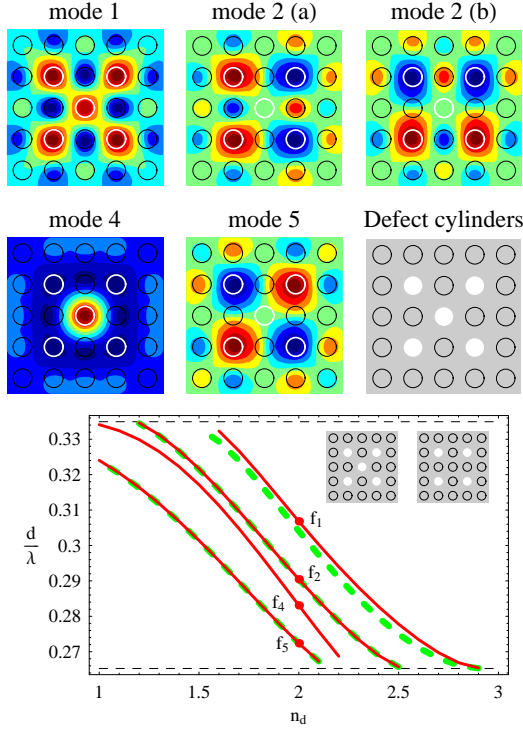 mode 1 mode 2 (a) mode 2 (b)
mode 4 mode 5 Defect cylinders
0.33
0.32
0.31
0.3
0.29
0.28
0.27
d
λ
f1
f2
f4
f5
1 1.5 2 2.5 3
nd